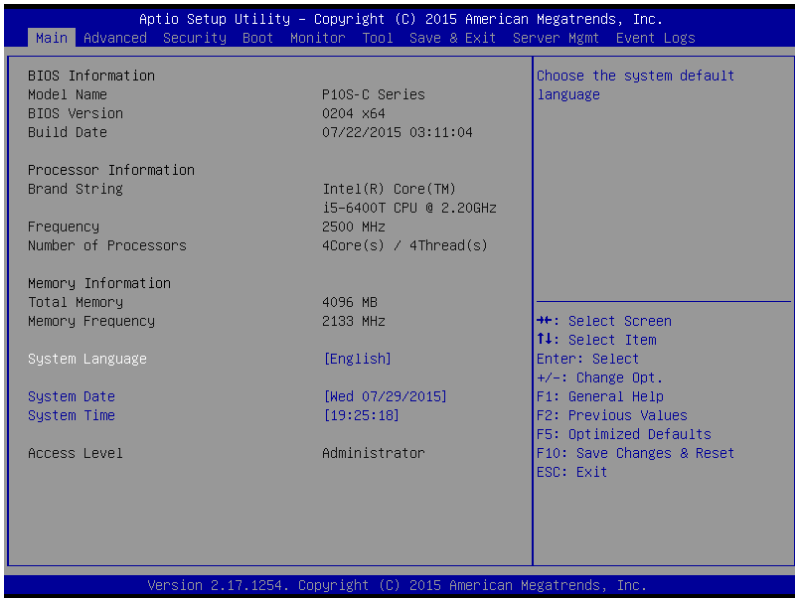 Aptio Setup Utility – Copyright (C) 2015 American Megatrends, Inc.
Main Advanced Security Boot Monitor Tool Save & Exit Server Mgmt Event Logs
BIOS Information
Model Name P10S-C Series
BIOS Version 0204 x64
Build Date 07/22/2015 03:11:04
Processor Information
Brand String Intel(R) Core(TM)
i5-6400T CPU @ 2.20GHz
Frequency 2500 MHz
Number of Processors 4Core(s) / 4Thread(s)
Memory Information
Total Memory 4096 MB
Memory Frequency 2133 MHz
System Language [English]
System Date [Wed 07/29/2015]
System Time [19:25:18]
Access Level Administrator
Choose the system default
language
→←: Select Screen
↑↓: Select Item
Enter: Select
+/-: Change Opt.
F1: General Help
F2: Previous Values
F5: Optimized Defaults
F10: Save Changes & Reset
ESC: Exit
Version 2.17.1254. Copyright (C) 2015 American Megatrends, Inc.